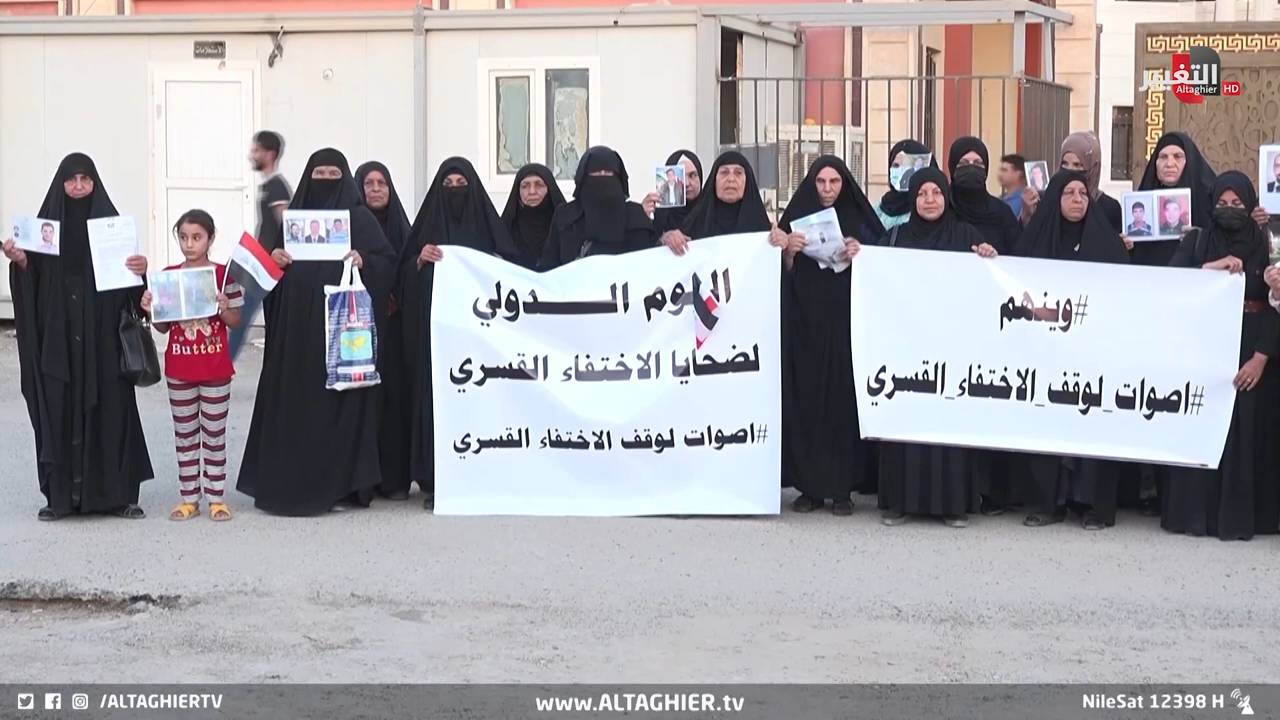 الاستعلامات
التغيير
Altaghier HD
Butter
اليوم الدولي
لضحايا الاختفاء القسري
#اصوات لوقف الاختفاء القسري
#وينهم
#اصوات_لوقف_الاختفاء_القسري
/ALTAGHIERTV
www.ALTAGHIER.tv
NileSat 12398 H